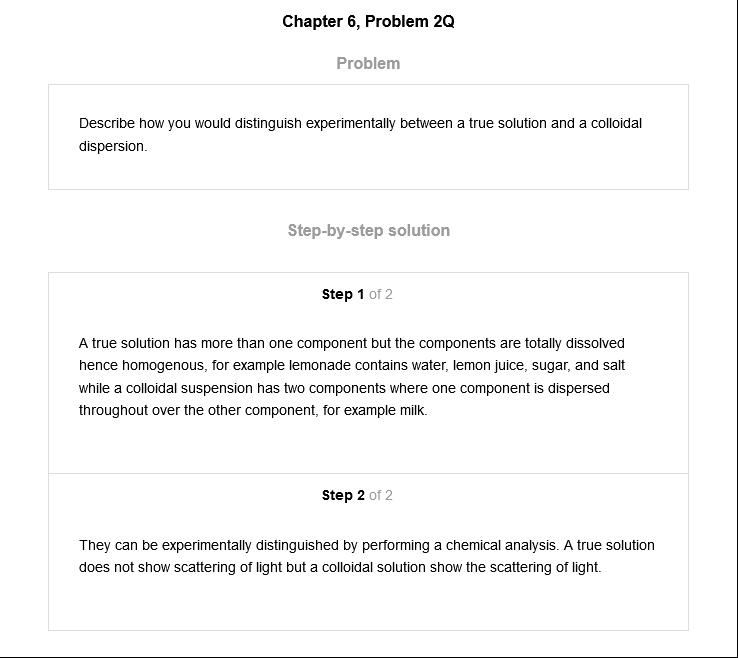 Chapter 6, Problem 2Q
Problem
Describe how you would distinguish experimentally between a true solution and a colloidal
dispersion.
Step-by-step solution
Step 1 of 2
A true solution has more than one component but the components are totally dissolved
hence homogenous, for example lemonade contains water, lemon juice, sugar, and salt
while a colloidal suspension has two components where one component is dispersed
throughout over the other component, for example milk.
Step 2 of 2
They can be experimentally distinguished by performing a chemical analysis. A true solution
does not show scattering of light but a colloidal solution show the scattering of light.